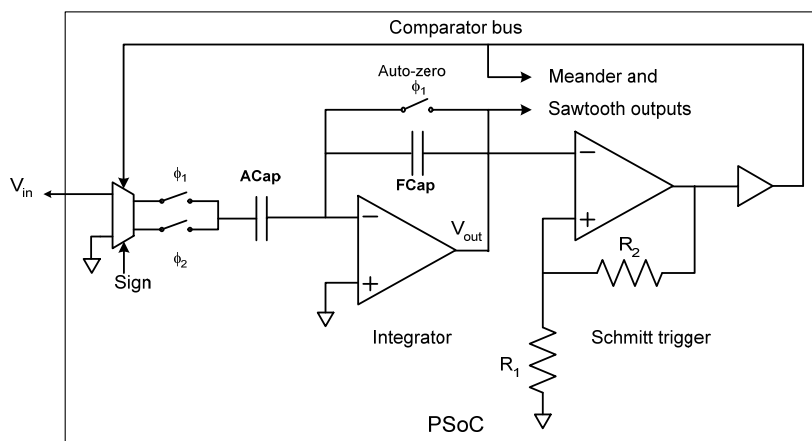 Comparator bus
Auto-zero
ϕ1
Meander and
Sawtooth outputs
Vin
ϕ1
ACap
FCap
−
+
−
+
Vout
ϕ2
Sign
Integrator
R2
R1
Schmitt trigger
PSoC